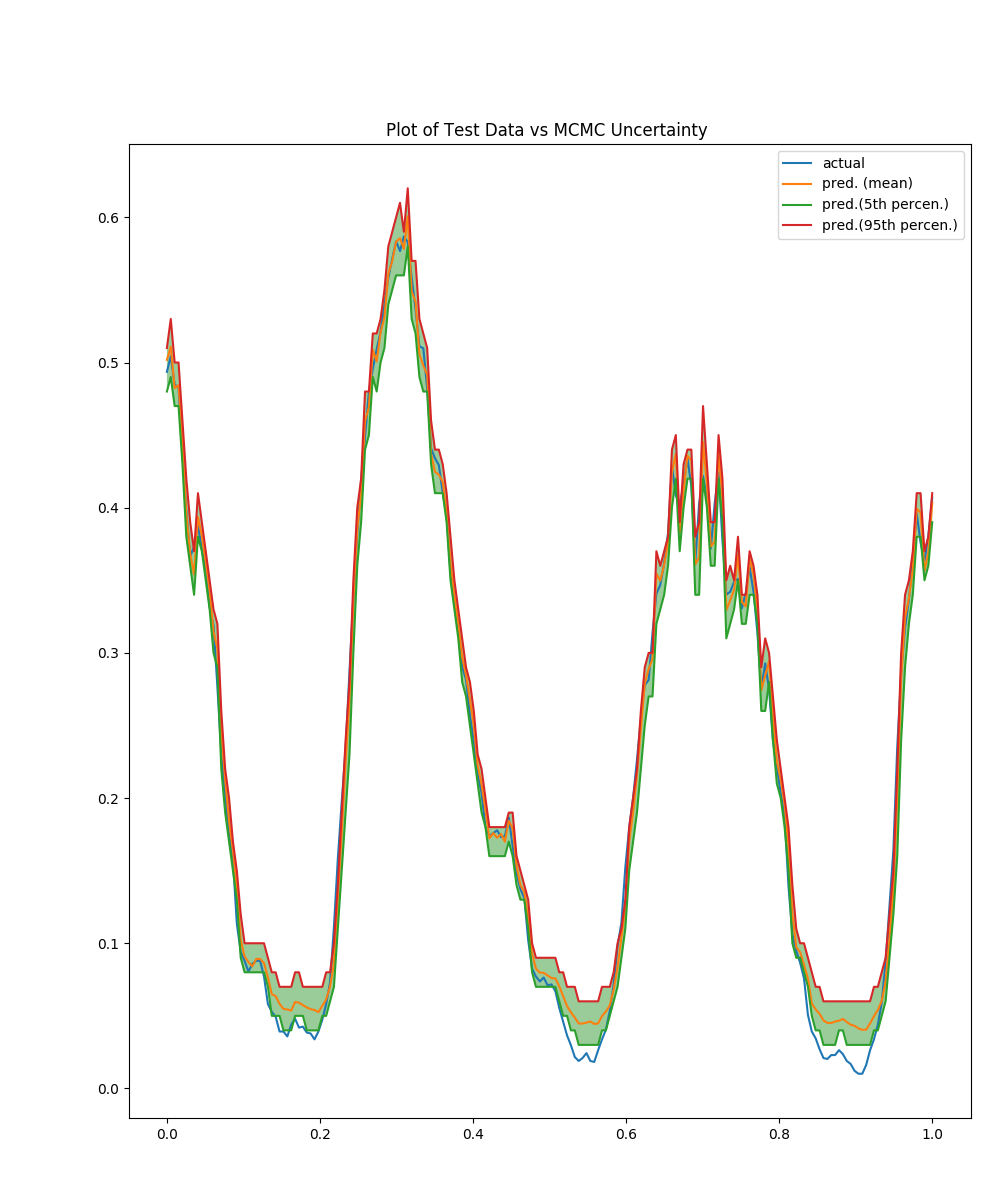 Plot of Test Data vs MCMC Uncertainty
actual
pred. (mean)
pred.(5th percen.)
pred.(95th percen.)
0.6
0.5
0.4
0.3
0.2
0.1
0.0
0.0 0.2 0.4 0.6 0.8 1.0